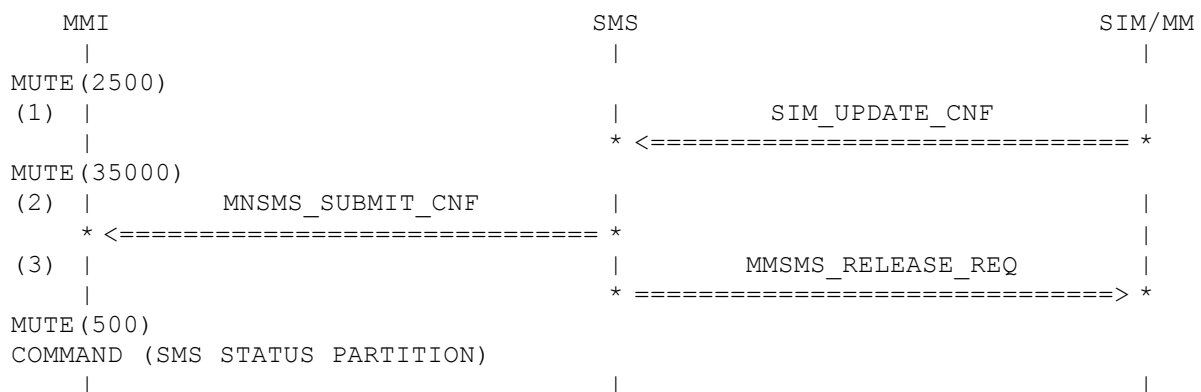 MMI SMS SIM/MM
| | |
MUTE(2500)
(1) | | SIM_UPDATE_CNF |
| * <============================== *
MUTE(35000)
(2) | MNSMS_SUBMIT_CNF | |
* <============================== * |
(3) | | MMSMS_RELEASE_REQ |
| * ==============================> *
MUTE(500)
COMMAND (SMS STATUS PARTITION)
| | |